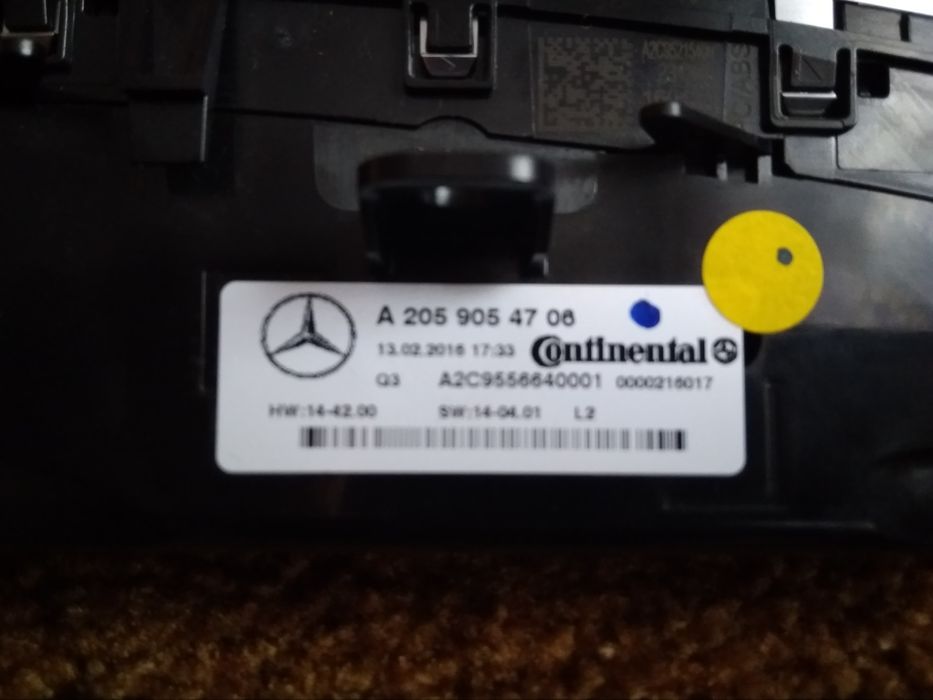 C/ABS
A 205 905 47 06
13.02.2016 17:33 Continental
Q3 A2C9556640001 0000216017
HW:14-42.00 SW:14-04.01 L2